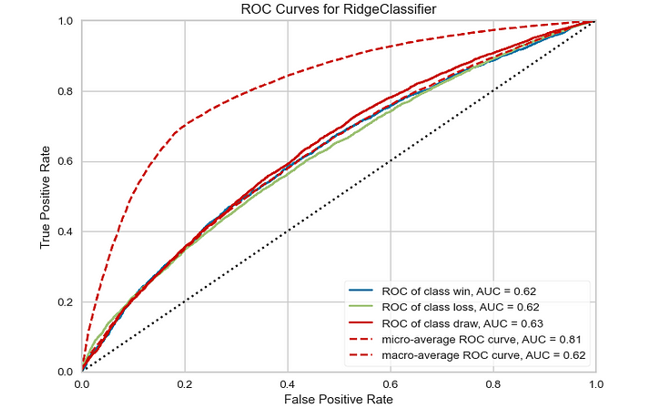 ROC Curves for RidgeClassifier
True Positive Rate
1.0
0.8
0.6
0.4
0.2
0.0
ROC of class win, AUC = 0.62
ROC of class loss, AUC = 0.62
ROC of class draw, AUC = 0.63
micro-average ROC curve, AUC = 0.81
macro-average ROC curve, AUC = 0.62
0.0 0.2 0.4 0.6 0.8 1.0
False Positive Rate